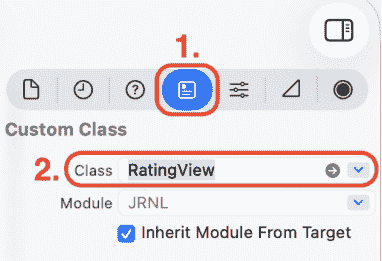 1.
Custom Class
2. Class RatingView
Module JRNL
Inherit Module From Target